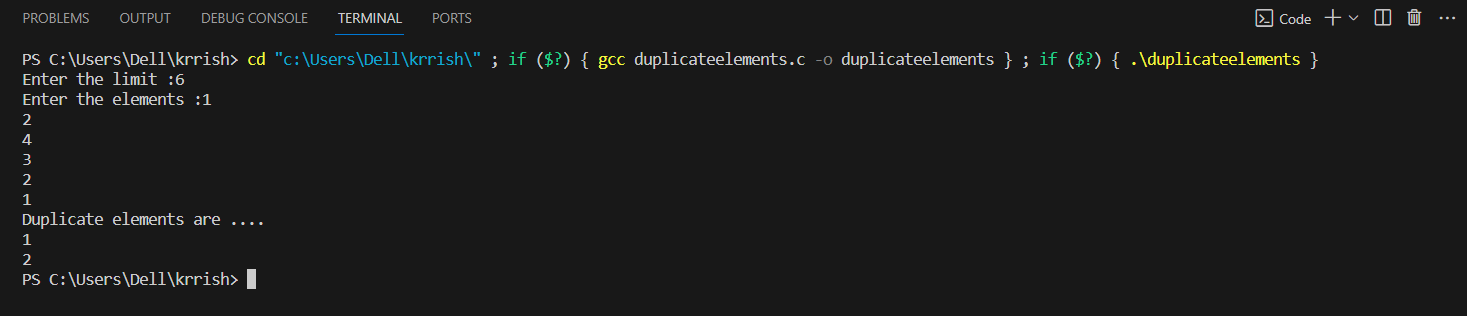 PROBLEMS OUTPUT DEBUG CONSOLE TERMINAL PORTS Code
PS C:\Users\Dell\krrish> cd "c:\Users\Dell\krrish\" ; if ($?) { gcc duplicateelements.c -o duplicateelements } ; if ($?) { .\duplicateelements }
Enter the limit :6
Enter the elements :1
2
4
3
2
1
Duplicate elements are ....
1
2
PS C:\Users\Dell\krrish>